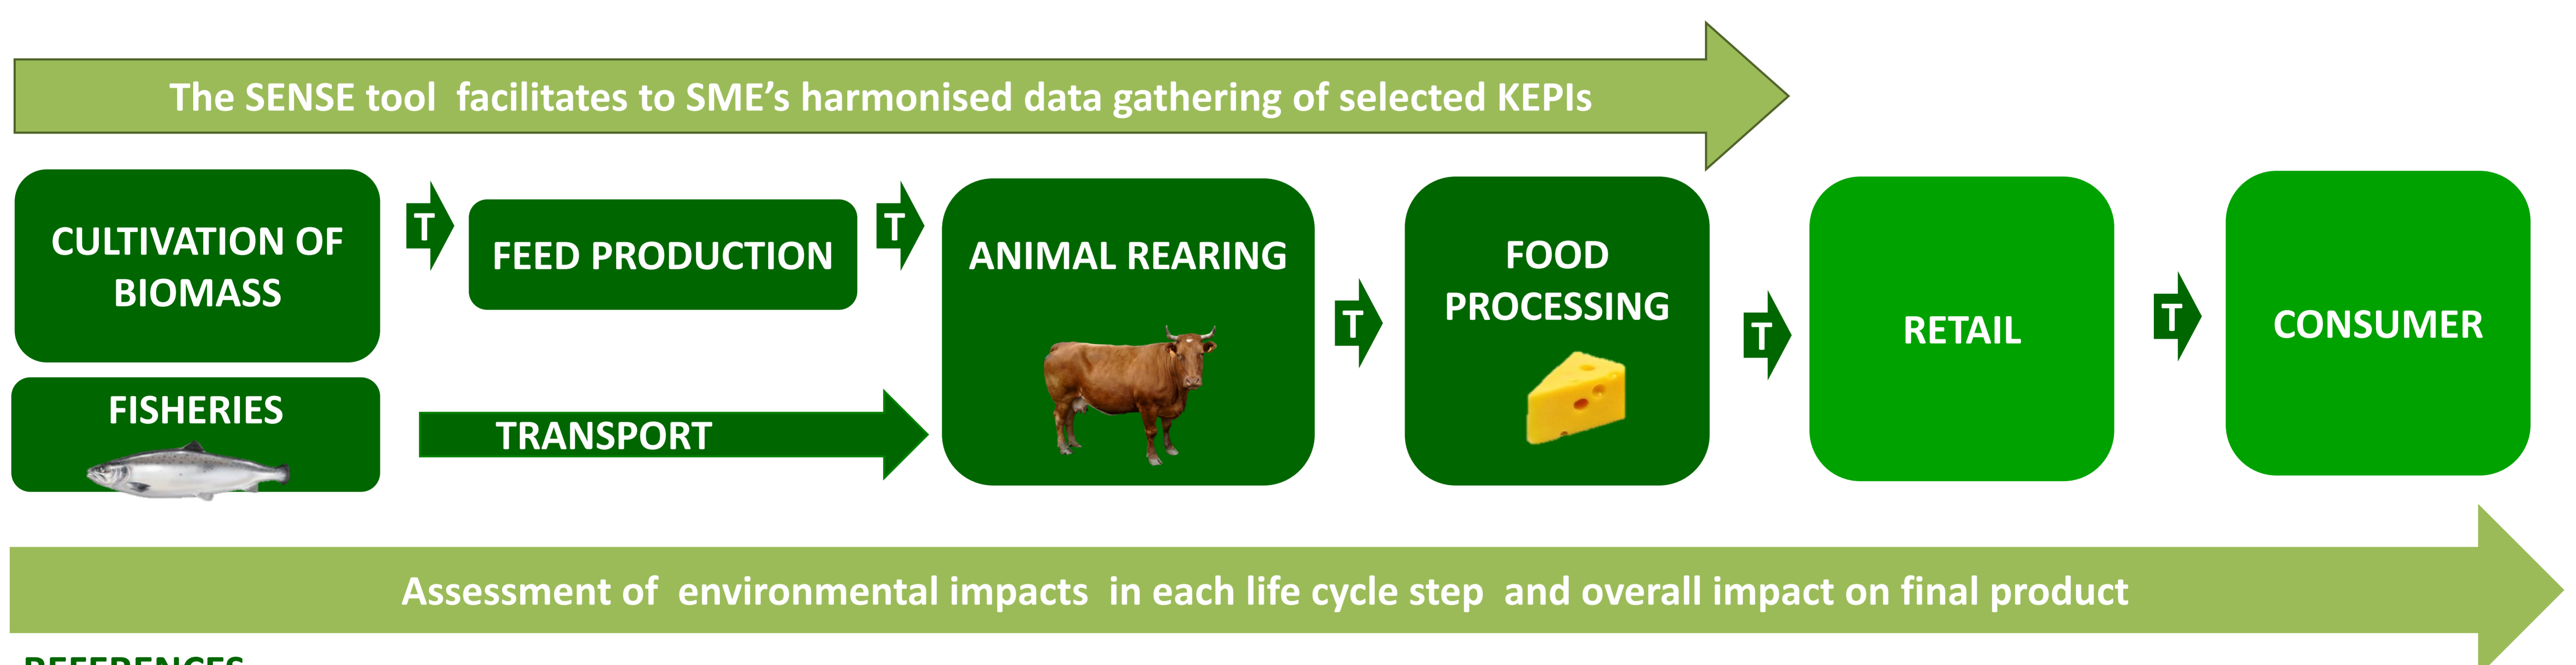 The SENSE tool facilitates to SME's harmonised data gathering of selected KEPIs
CULTIVATION OF
BIOMASS
T
FEED PRODUCTION
T
ANIMAL REARING
T
FOOD
PROCESSING
T
RETAIL
T
CONSUMER
FISHERIES
TRANSPORT
Assessment of environmental impacts in each life cycle step and overall impact on final product
REFERENCES